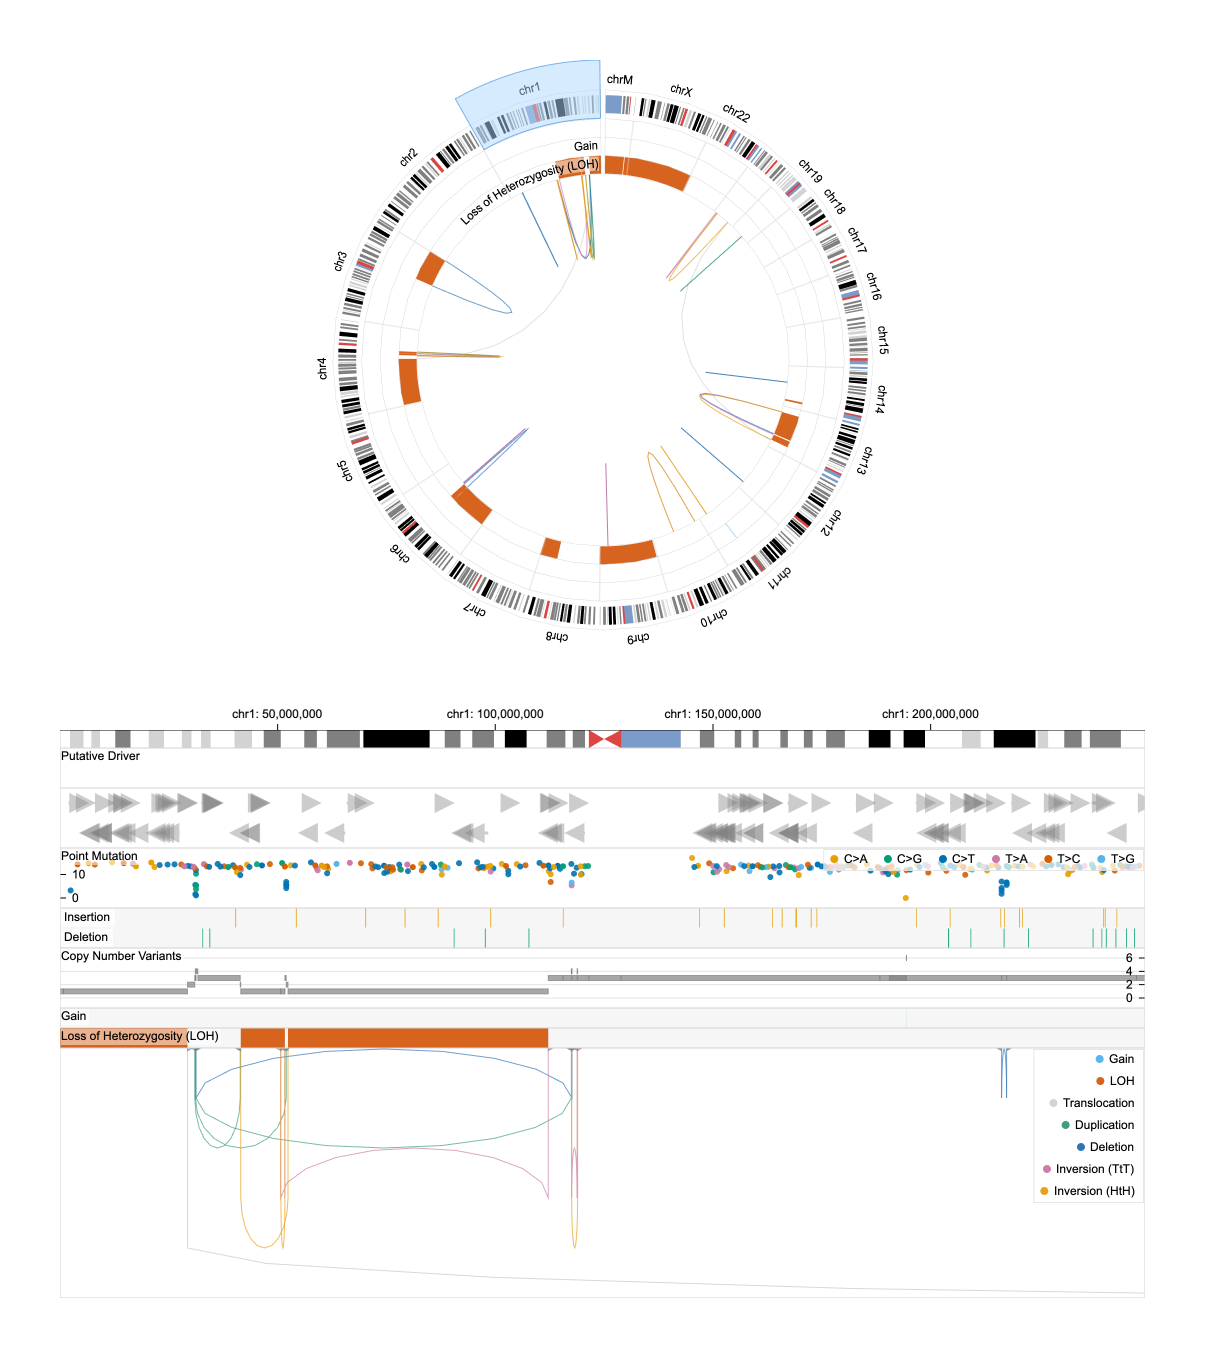 chr1
chrM
chrX
chr22
chr19
chr18
chr17
chr16
chr15
chr14
chr13
chr12
chr11
chr10
chr9
chr8
chr7
chr6
chr5
chr4
chr3
chr2
Gain
Loss of Heterozygosity (LOH)
chr1: 50,000,000 chr1: 100,000,000 chr1: 150,000,000 chr1: 200,000,000
Putative Driver
Point Mutation C>A C>G C>T T>A T>C T>G
10
0
Insertion
Deletion
Copy Number Variants 6
4
2
0
Gain
Loss of Heterozygosity (LOH)
Gain
LOH
Translocation
Duplication
Deletion
Inversion (TtT)
Inversion (HtH)